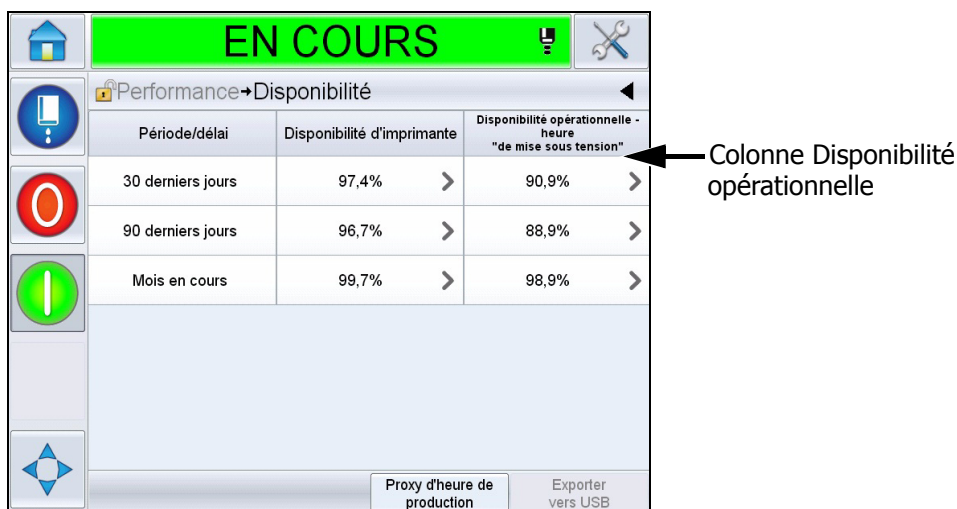 EN COURS
Performance→Disponibilité
Période/délai
Disponibilité d'imprimante
Disponibilité opérationnelle -
heure
"de mise sous tension"
30 derniers jours
97,4%
90,9%
90 derniers jours
96,7%
88,9%
Mois en cours
99,7%
98,9%
Proxy d'heure de
production
Exporter
vers USB
Colonne Disponibilité
opérationnelle